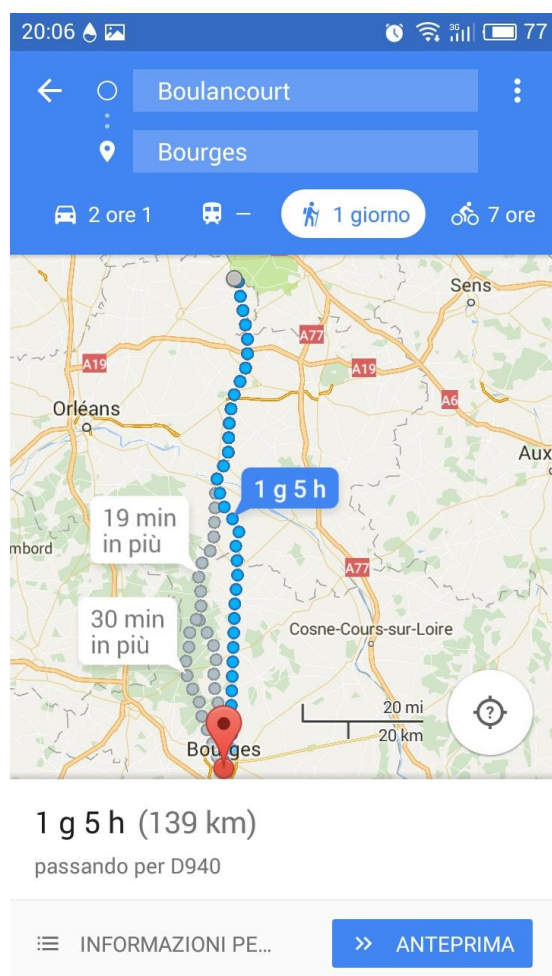 20:06
3G
77
Boulancourt
Bourges
2 ore 1
–
1 giorno
7 ore
Sens
A77
A19
A19
A6
Orléans
Aux
1 g 5 h
19 min
in più
mbord
A77
30 min
in più
Cosne-Cours-sur-Loire
20 mi
20 km
?
Bourges
1 g 5 h (139 km)
passando per D940
INFORMAZIONI PE...
ANTEPRIMA